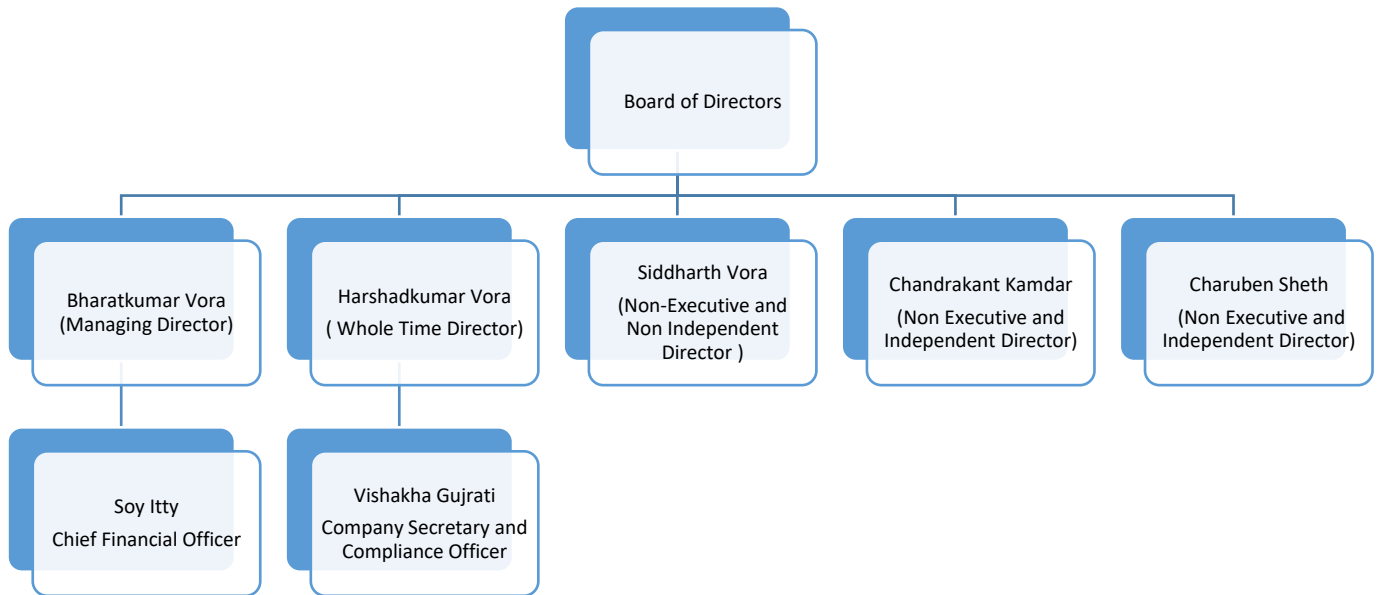 Board of Directors
Bharatkumar Vora
(Managing Director)
Harshadkumar Vora
( Whole Time Director)
Siddharth Vora
(Non-Executive and
Non Independent
Director )
Chandrakant Kamdar
(Non Executive and
Independent Director)
Charuben Sheth
(Non Executive and
Independent Director)
Soy Itty
Chief Financial Officer
Vishakha Gujrati
Company Secretary and
Compliance Officer